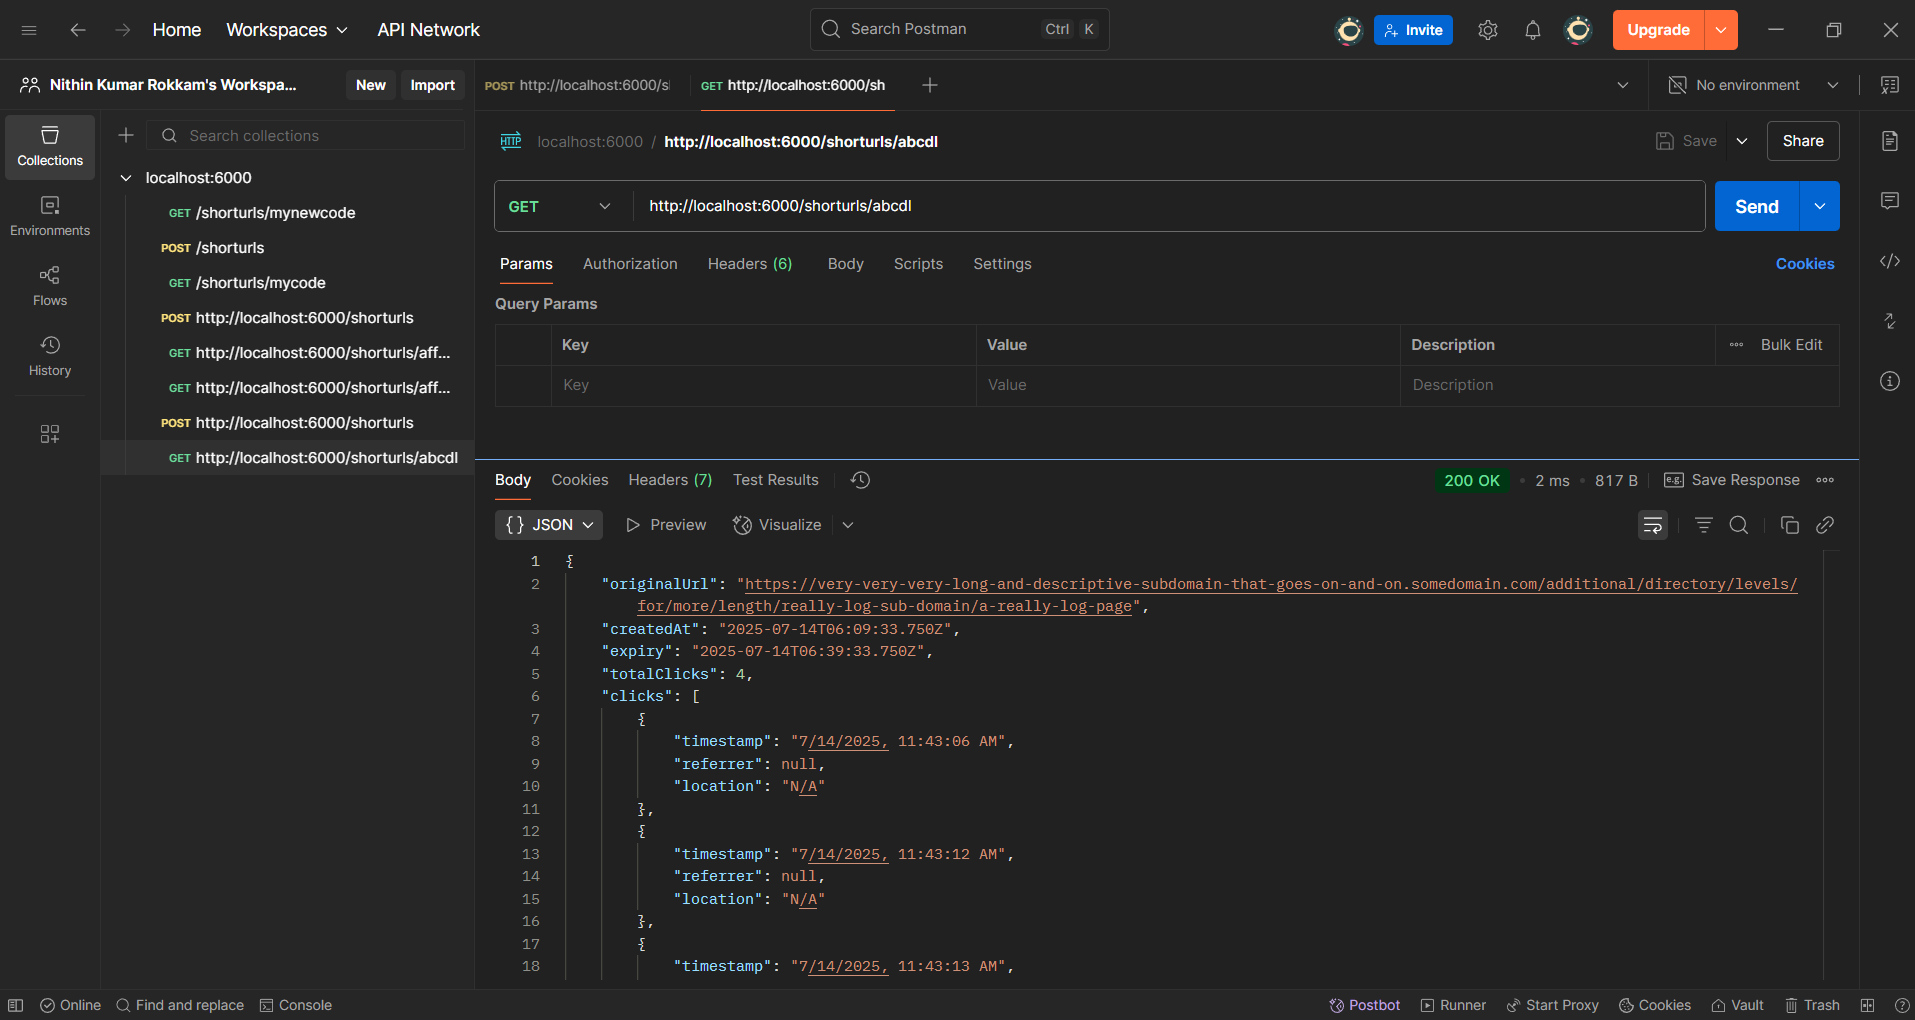 Home
Workspaces
API Network
Search Postman
Ctrl K
Invite
Upgrade
Nithin Kumar Rokkam's Workspa...
New
Import
POST http://localhost:6000/s
GET http://localhost:6000/sh
No environment
Collections
Environments
Flows
History
Search collections
localhost:6000
GET /shorturls/mynewcode
POST /shorturls
GET /shorturls/mycode
POST http://localhost:6000/shorturls
GET http://localhost:6000/shorturls/aff...
GET http://localhost:6000/shorturls/aff...
POST http://localhost:6000/shorturls
GET http://localhost:6000/shorturls/abcdl
HTTP localhost:6000 / http://localhost:6000/shorturls/abcdl
Save
Share
GET
http://localhost:6000/shorturls/abcdl
Send
Params Authorization Headers (6) Body Scripts Settings
Cookies
Query Params
Key Value Description Bulk Edit
Key Value Description
Body Cookies Headers (7) Test Results
200 OK • 2 ms • 817 B
e.g. Save Response
{} JSON Preview Visualize
1 {
2 "originalUrl": "https://very-very-very-long-and-descriptive-subdomain-that-goes-on-and-on.somedomain.com/additional/directory/levels/
for/more/length/really-log-sub-domain/a-really-log-page",
3 "createdAt": "2025-07-14T06:09:33.750Z",
4 "expiry": "2025-07-14T06:39:33.750Z",
5 "totalClicks": 4,
6 "clicks": [
7 {
8 "timestamp": "7/14/2025, 11:43:06 AM",
9 "referrer": null,
10 "location": "N/A"
11 },
12 {
13 "timestamp": "7/14/2025, 11:43:12 AM",
14 "referrer": null,
15 "location": "N/A"
16 },
17 {
18 "timestamp": "7/14/2025, 11:43:13 AM",
Online
Find and replace
Console
Postbot
Runner
Start Proxy
Cookies
Vault
Trash